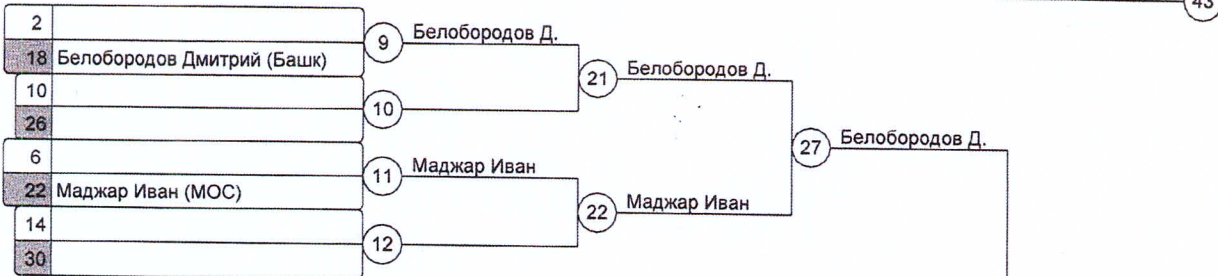 43
2
9 Белобородов Д.
18 Белобородов Дмитрий (Башк)
21 Белобородов Д.
10
10
26
27 Белобородов Д.
6
11 Маджар Иван
22 Маджар Иван (МОС)
22 Маджар Иван
14
12
30